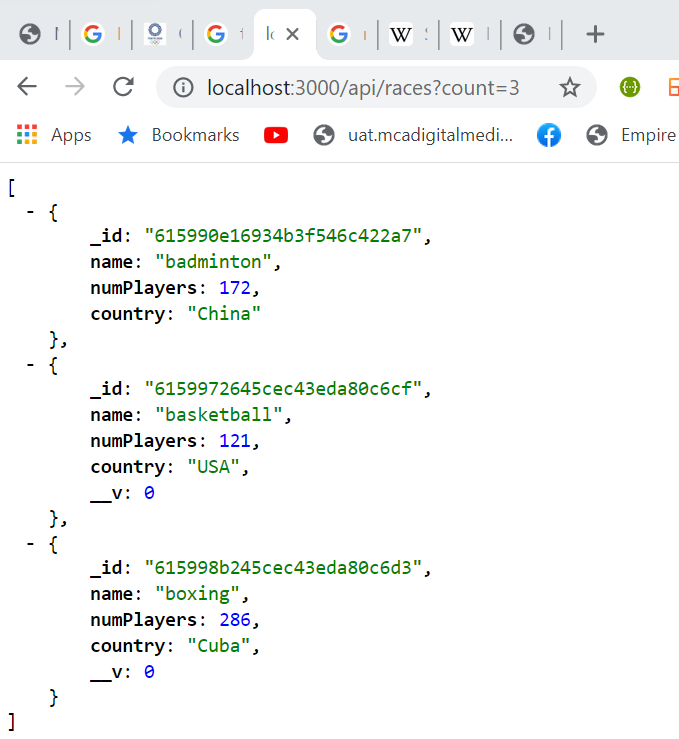 localhost:3000/api/races?count=3
Apps Bookmarks uat.mcadigitalmedi... Empire
[
- {
_id: "615990e16934b3f546c422a7",
name: "badminton",
numPlayers: 172,
country: "China"
},
- {
_id: "6159972645cec43eda80c6cf",
name: "basketball",
numPlayers: 121,
country: "USA",
__v: 0
},
- {
_id: "615998b245cec43eda80c6d3",
name: "boxing",
numPlayers: 286,
country: "Cuba",
__v: 0
}
]